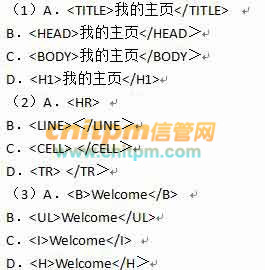 （1）A．<TITLE>我的主页</TITLE>
B．<HEAD>我的主页</HEAD＞
C．<BODY>我的主页</BODY＞
D．<H1>我的主页</H1>
（2）A．<HR>
B．<LINE＞</LINE＞
C．<CELL＞</CELL＞
D．<TR＞</TR＞
（3）A．<B>Welcome</B>
B．<UL>Welcome</UL>
C．<I>Welcome</I>
D．<H>Welcome</H＞
cnitpm信管网
www.cnitpm.com